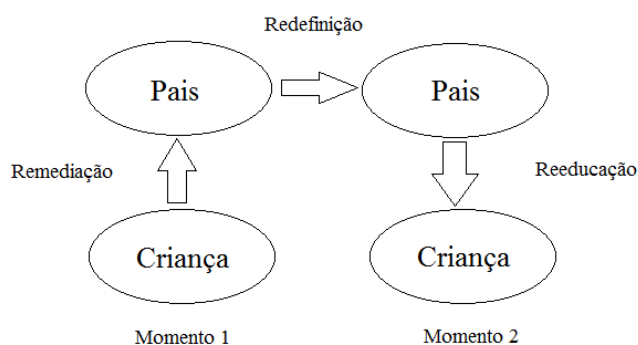 Redefinição
Pais
Pais
Remediação
Reeducação
Criança
Criança
Momento 1
Momento 2